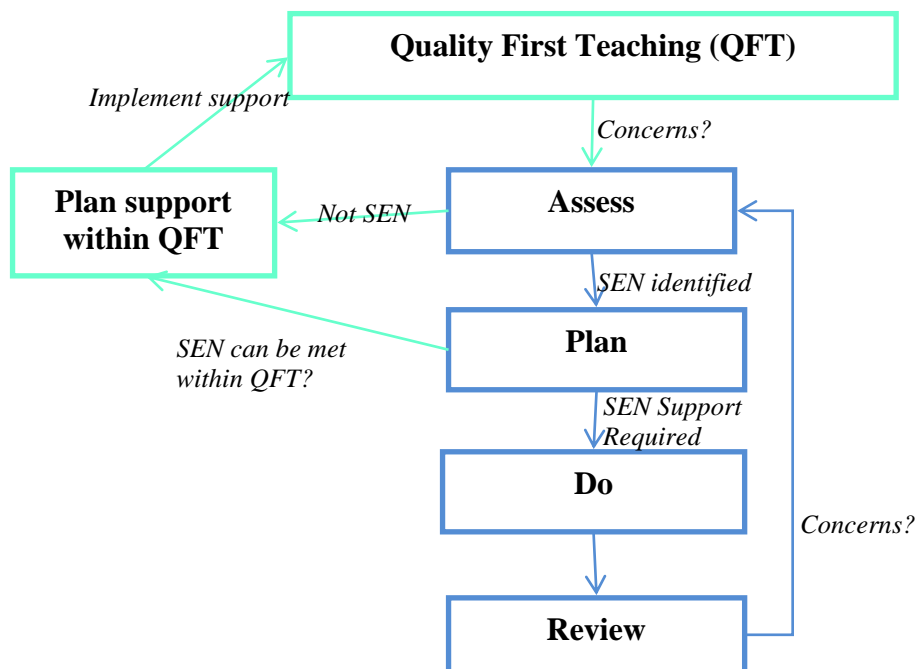 Quality First Teaching (QFT)
Implement support
Concerns?
Plan support
within QFT
Not SEN
Assess
SEN identified
SEN can be met
within QFT?
Plan
SEN Support
Required
Do
Concerns?
Review